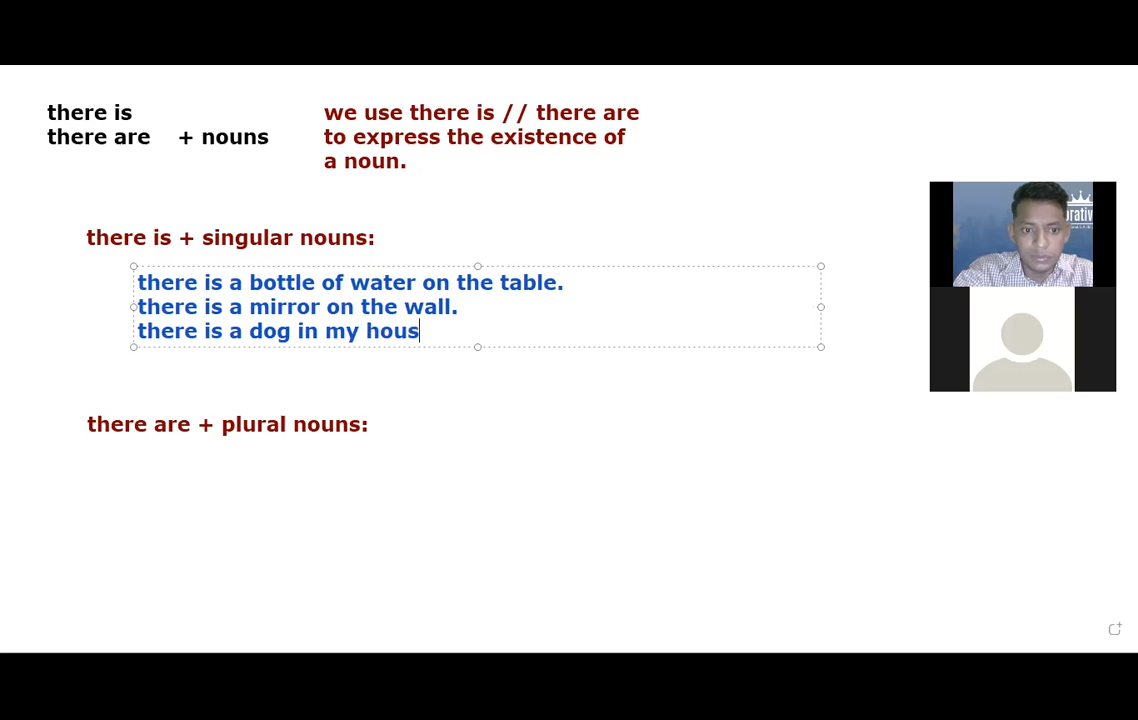 there is
there are + nouns
we use there is // there are
to express the existence of
a noun.
there is + singular nouns:
there is a bottle of water on the table.
there is a mirror on the wall.
there is a dog in my hous
there are + plural nouns: